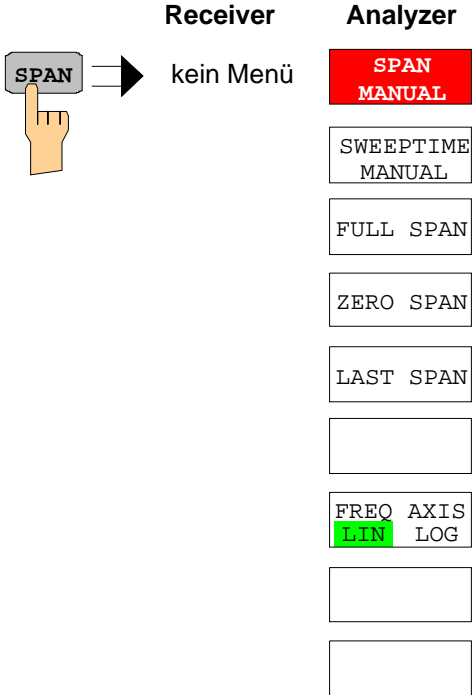 Receiver Analyzer
SPAN kein Menü SPAN
MANUAL
SWEEPTIME
MANUAL
FULL SPAN
ZERO SPAN
LAST SPAN
FREQ AXIS
LIN LOG